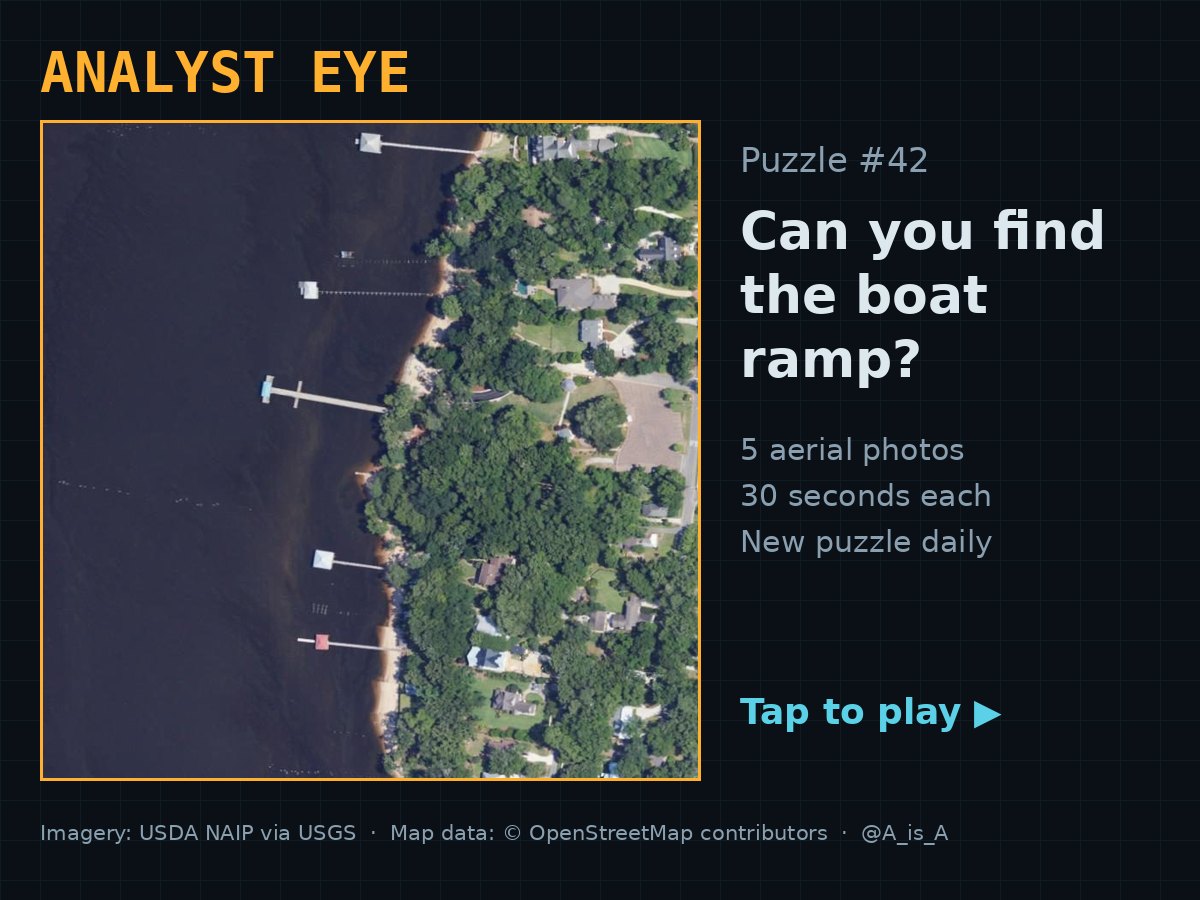 ANALYST EYE
Puzzle #42
Can you find
the boat
ramp?
5 aerial photos
30 seconds each
New puzzle daily
Tap to play ▶
Imagery: USDA NAIP via USGS · Map data: © OpenStreetMap contributors · @A_is_A